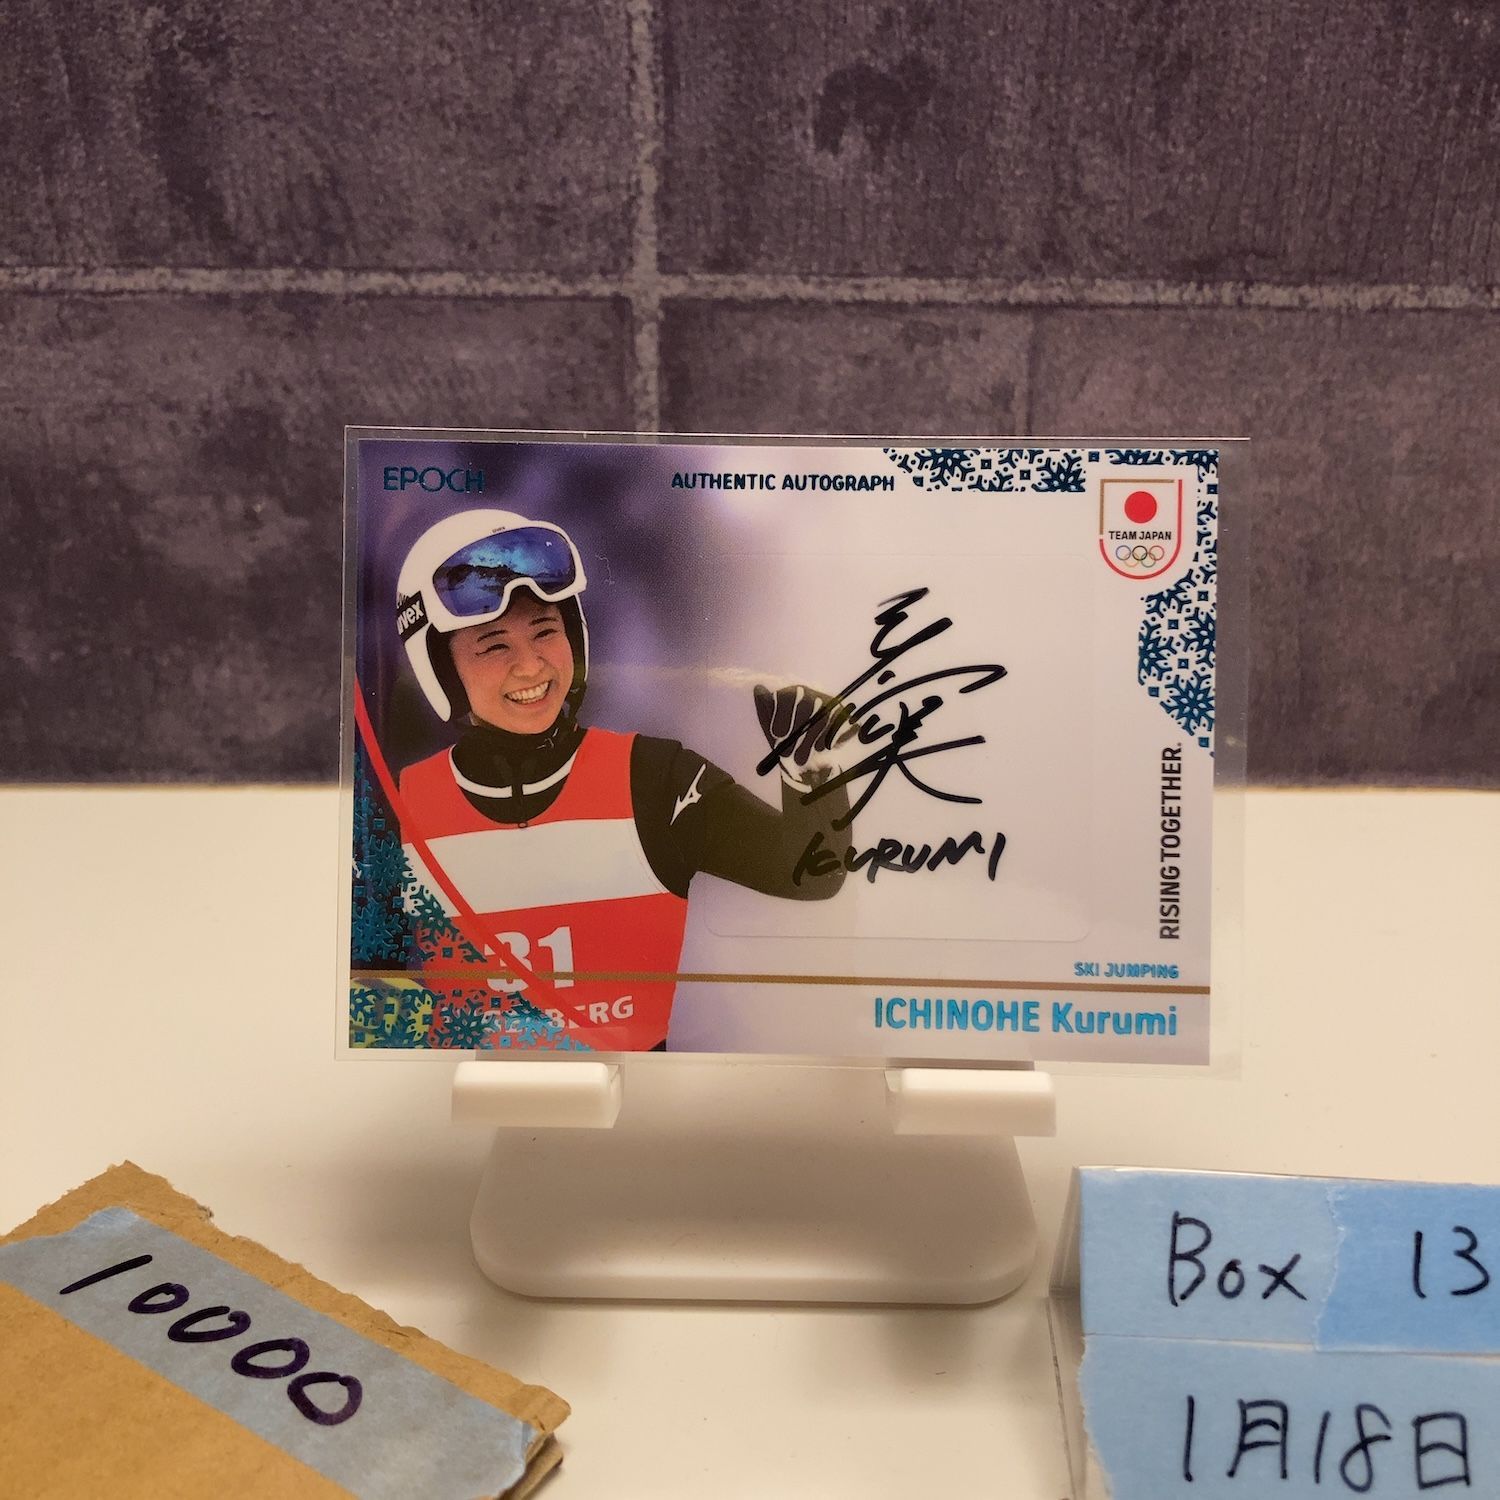 EPOCH
AUTHENTIC AUTOGRAPH
TEAM JAPAN
uvex
KURUMI
RISING TOGETHER.
31
BERG
SKI JUMPING
ICHINOHE Kurumi
10000
Box 13
1月18日